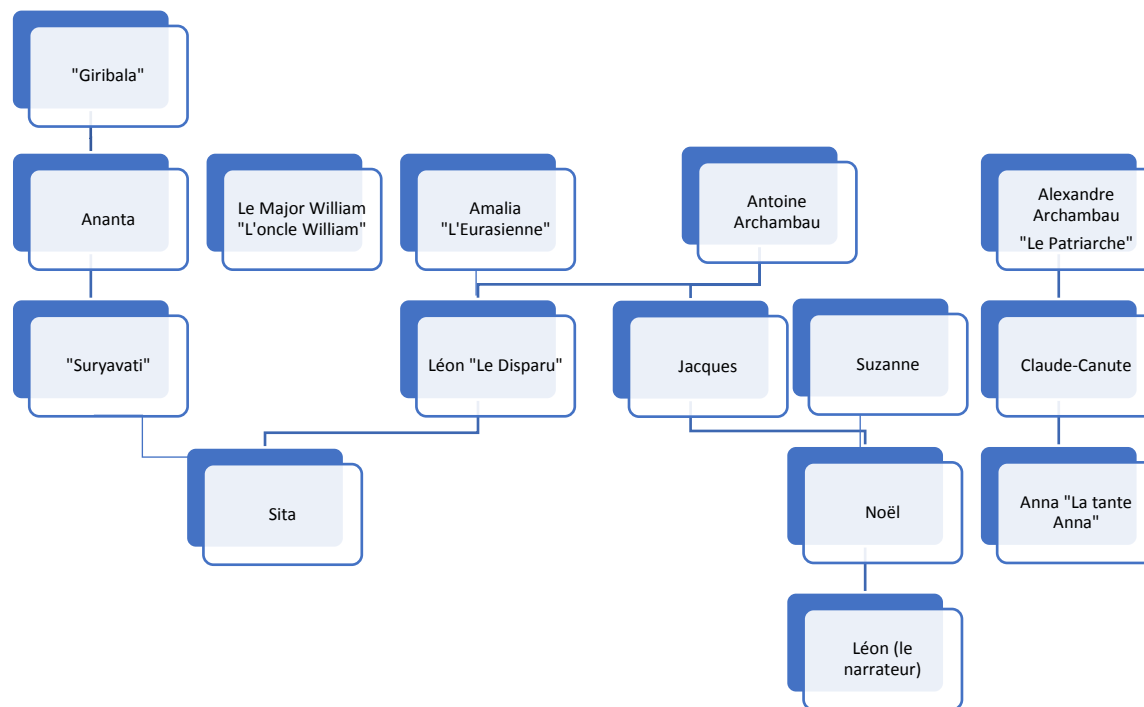 "Giribala"
Ananta
Le Major William
"L'oncle William"
Amalia
"L'Eurasienne"
Antoine
Archambau
Alexandre
Archambau
"Le Patriarche"
"Suryavati"
Léon "Le Disparu"
Jacques
Suzanne
Claude-Canute
Sita
Noël
Anna "La tante
Anna"
Léon (le
narrateur)